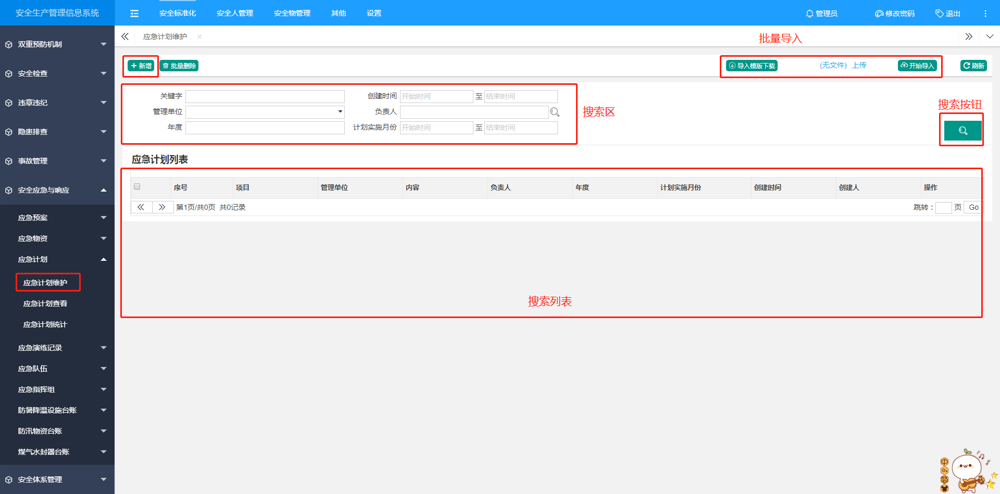 安全生产管理信息系统
安全标准化 安全人管理 安全物管理 其他 设置 管理员 修改密码 退出
应急计划维护
批量导入
新增 批量删除 导入模版下载 (无文件) 上传 开始导入 刷新
关键字 创建时间 开始时间 至 结束时间
管理单位 负责人
年度 计划实施月份 开始时间 至 结束时间
搜索区
搜索按钮
应急计划列表
序号 项目 管理单位 内容 负责人 年度 计划实施月份 创建时间 创建人 操作
第1页/共0页 共0记录 跳转： 页 Go
搜索列表
双重预防机制
安全检查
违章违纪
隐患排查
事故管理
安全应急与响应
应急预案
应急物资
应急计划
应急计划维护
应急计划查看
应急计划统计
应急演练记录
应急队伍
应急指挥组
防暑降温设施台账
防汛物资台账
煤气水封器台账
安全体系管理
中
简